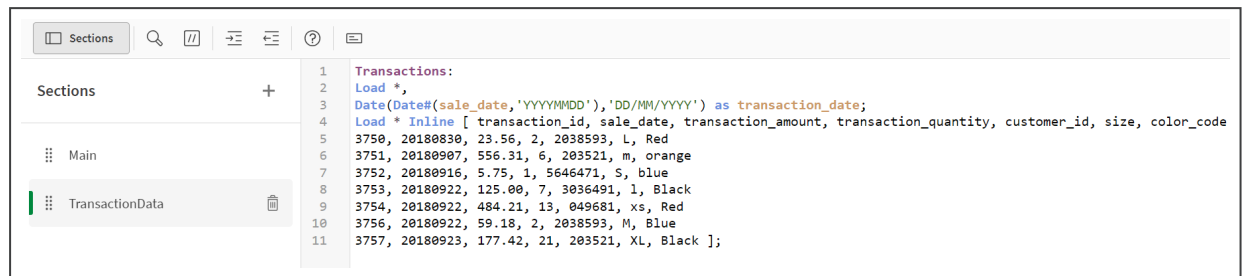 Sections
Sections
Main
TransactionData
1 Transactions:
2 Load *,
3 Date(Date#(sale_date,'YYYYMMDD'),'DD/MM/YYYY') as transaction_date;
4 Load * Inline [ transaction_id, sale_date, transaction_amount, transaction_quantity, customer_id, size, color_code
5 3750, 20180830, 23.56, 2, 2038593, L, Red
6 3751, 20180907, 556.31, 6, 203521, m, orange
7 3752, 20180916, 5.75, 1, 5646471, S, blue
8 3753, 20180922, 125.00, 7, 3036491, l, Black
9 3754, 20180922, 484.21, 13, 049681, xs, Red
10 3756, 20180922, 59.18, 2, 2038593, M, Blue
11 3757, 20180923, 177.42, 21, 203521, XL, Black ];